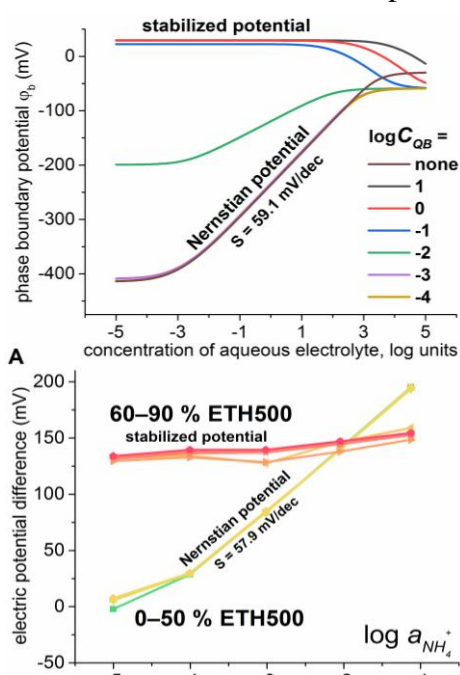 stabilized potential
phase boundary potential φb (mV)
0
-100
-200
-300
-400
Nernstian potential
S = 59.1 mV/dec
logCQB =
none
1
0
-1
-2
-3
-4
-5 -3 -1 1 3 5
concentration of aqueous electrolyte, log units
A
electric potential difference (mV)
200
150
100
50
0
-50
60–90 % ETH500
stabilized potential
Nernstian potential
S = 57.9 mV/dec
0–50 % ETH500
log aNH4+